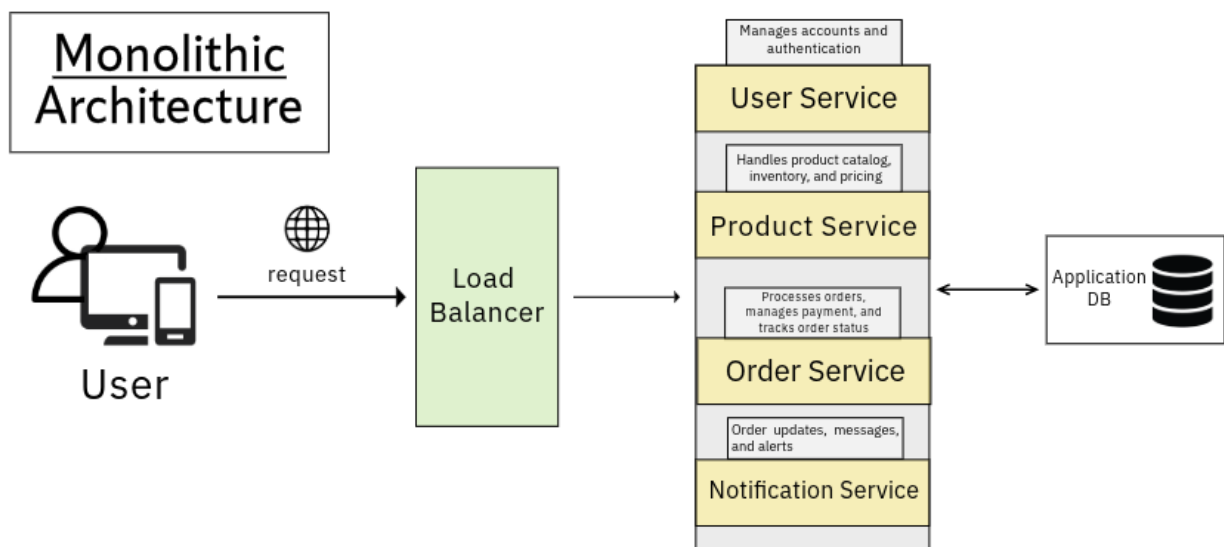 Monolithic
Architecture
request
User
Load
Balancer
Manages accounts and
authentication
User Service
Handles product catalog,
inventory, and pricing
Product Service
Processes orders,
manages payment, and
tracks order status
Order Service
Order updates, messages,
and alerts
Notification Service
Application
DB